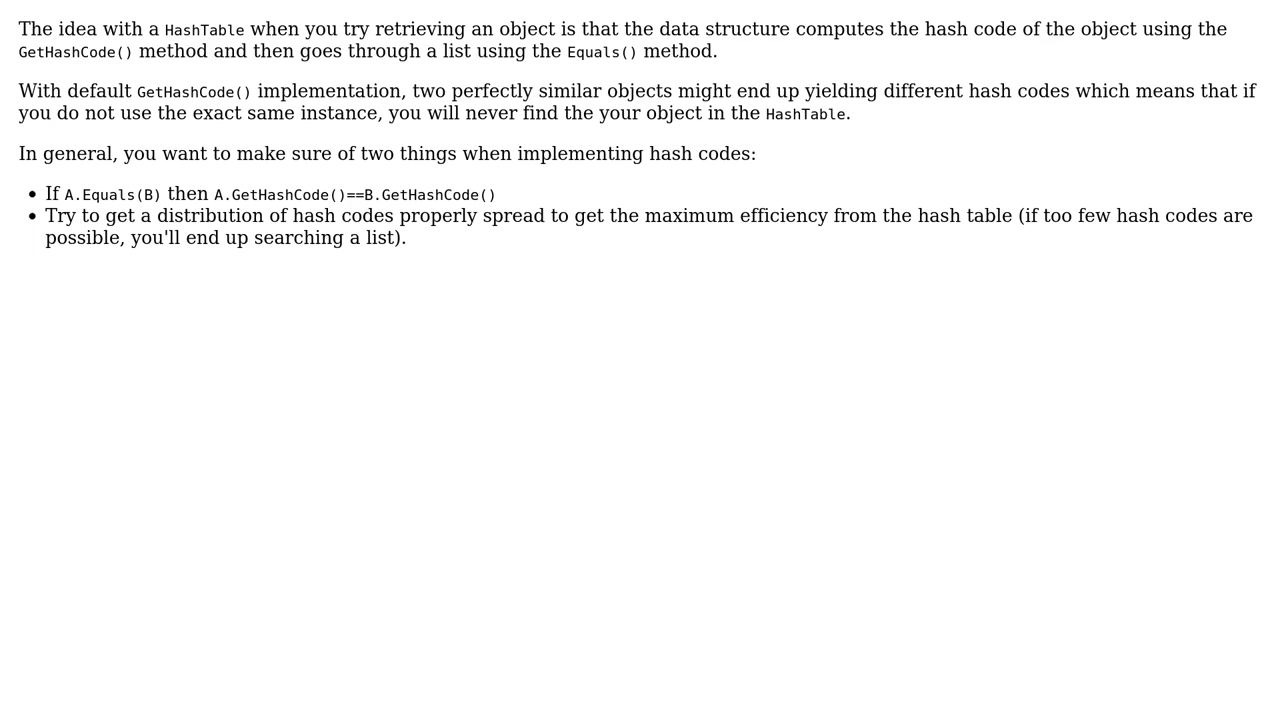 The idea with a HashTable when you try retrieving an object is that the data structure computes the hash code of the object using the
GetHashCode() method and then goes through a list using the Equals() method.
With default GetHashCode() implementation, two perfectly similar objects might end up yielding different hash codes which means that if
you do not use the exact same instance, you will never find the your object in the HashTable.
In general, you want to make sure of two things when implementing hash codes:
• If A.Equals(B) then A.GetHashCode()==B.GetHashCode()
• Try to get a distribution of hash codes properly spread to get the maximum efficiency from the hash table (if too few hash codes are
possible, you'll end up searching a list).